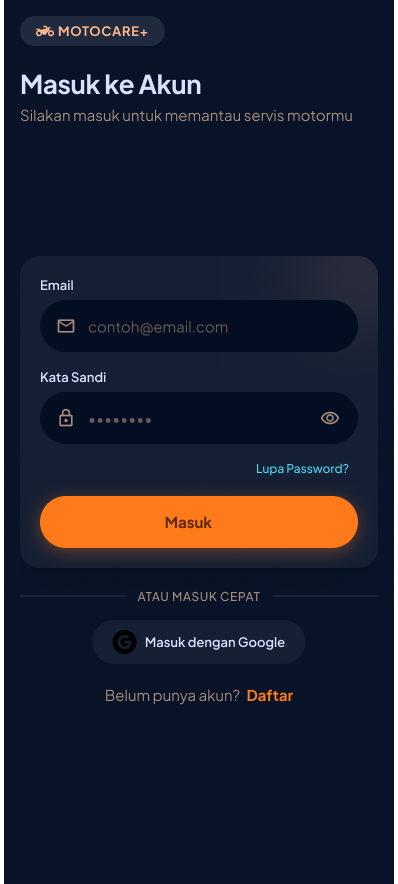 MOTOCARE+
Masuk ke Akun
Silakan masuk untuk memantau servis motormu
Email
contoh@email.com
Kata Sandi
••••••••
Lupa Password?
Masuk
ATAU MASUK CEPAT
G Masuk dengan Google
Belum punya akun? Daftar